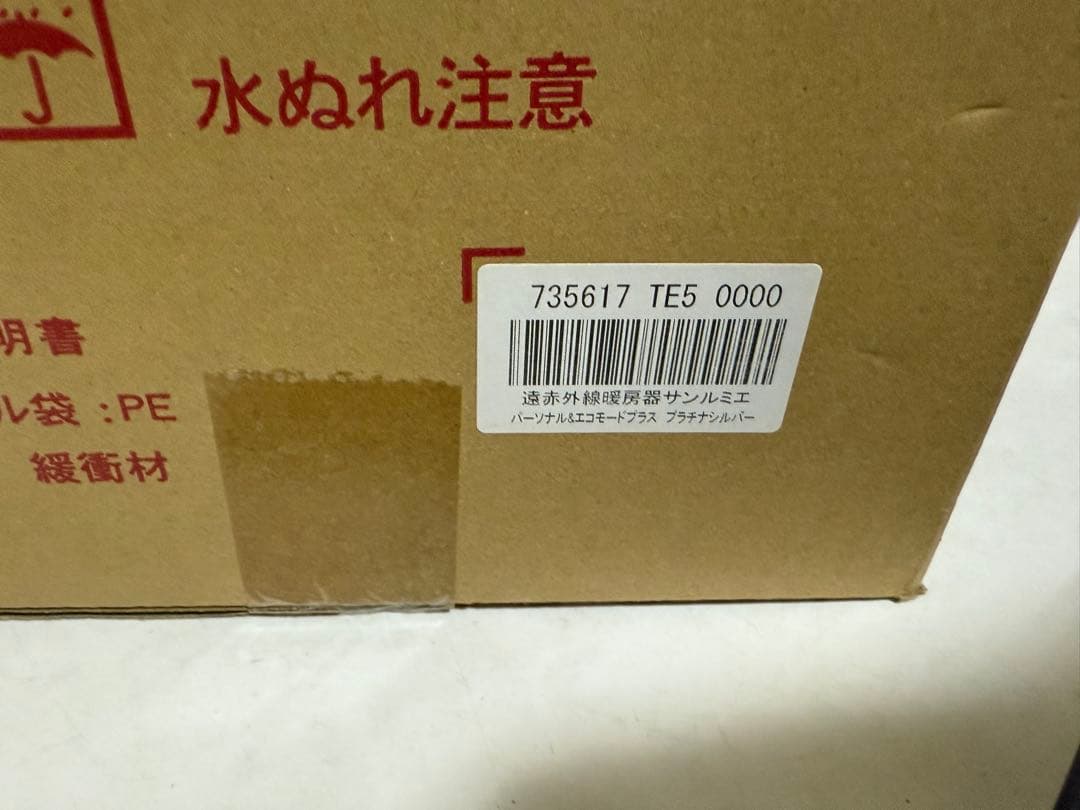 水ぬれ注意
735617 TE5 0000
遠赤外線暖房器サンルミエ
パーソナル&エコモードプラス プラチナシルバー
明書
ル袋 :PE
緩衝材